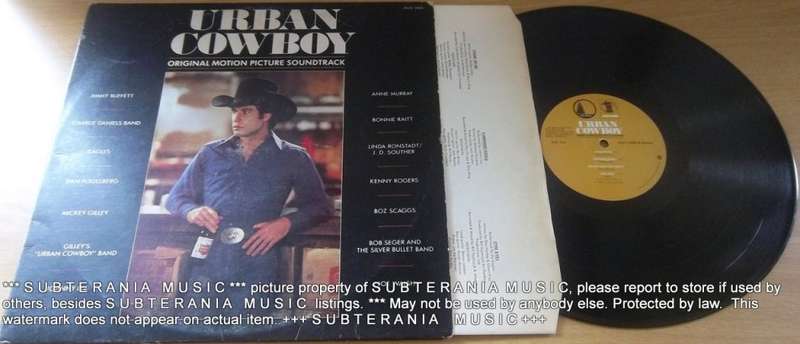 URBAN
COWBOY
ORIGINAL MOTION PICTURE SOUNDTRACK
JIMMY BUFFETT
CHARLIE DANIELS BAND
EAGLES
DAN FOGELBERG
MICKEY GILLEY
GILLEY'S
"URBAN COWBOY" BAND
ANNE MURRAY
BONNIE RAITT
LINDA RONSTADT/
J. D. SOUTHER
KENNY ROGERS
BOZ SCAGGS
BOB SEGER AND
THE SILVER BULLET BAND
URBAN
COWBOY
*** S U B T E R A N I A M U S I C *** picture property of S U B T E R A N I A M U S I C, please report to store if used by
others, besides S U B T E R A N I A M U S I C listings. *** May not be used by anybody else. Protected by law. This
watermark does not appear on actual item. +++ S U B T E R A N I A M U S I C +++